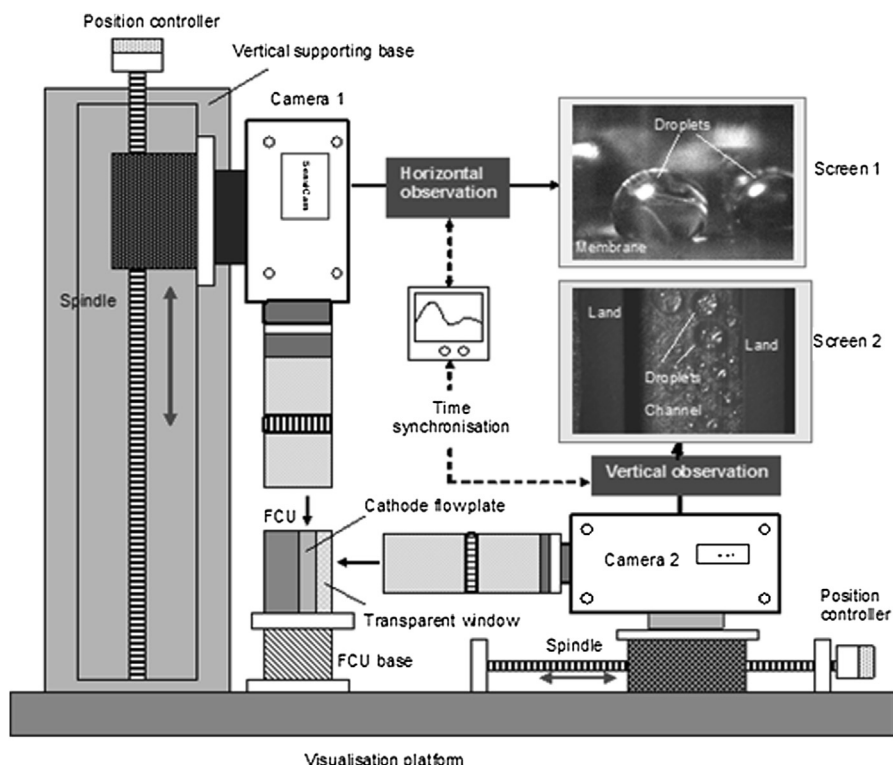 Position controller
Vertical supporting base
Camera 1
SensiCam
Spindle
Horizontal
observation
Droplets
Membrane
Screen 1
Land
Droplets
Channel
Land
Screen 2
Time
synchronisation
Vertical observation
FCU
Cathode flowplate
Camera 2
Transparent window
FCU base
Spindle
Position
controller
Visualisation platform